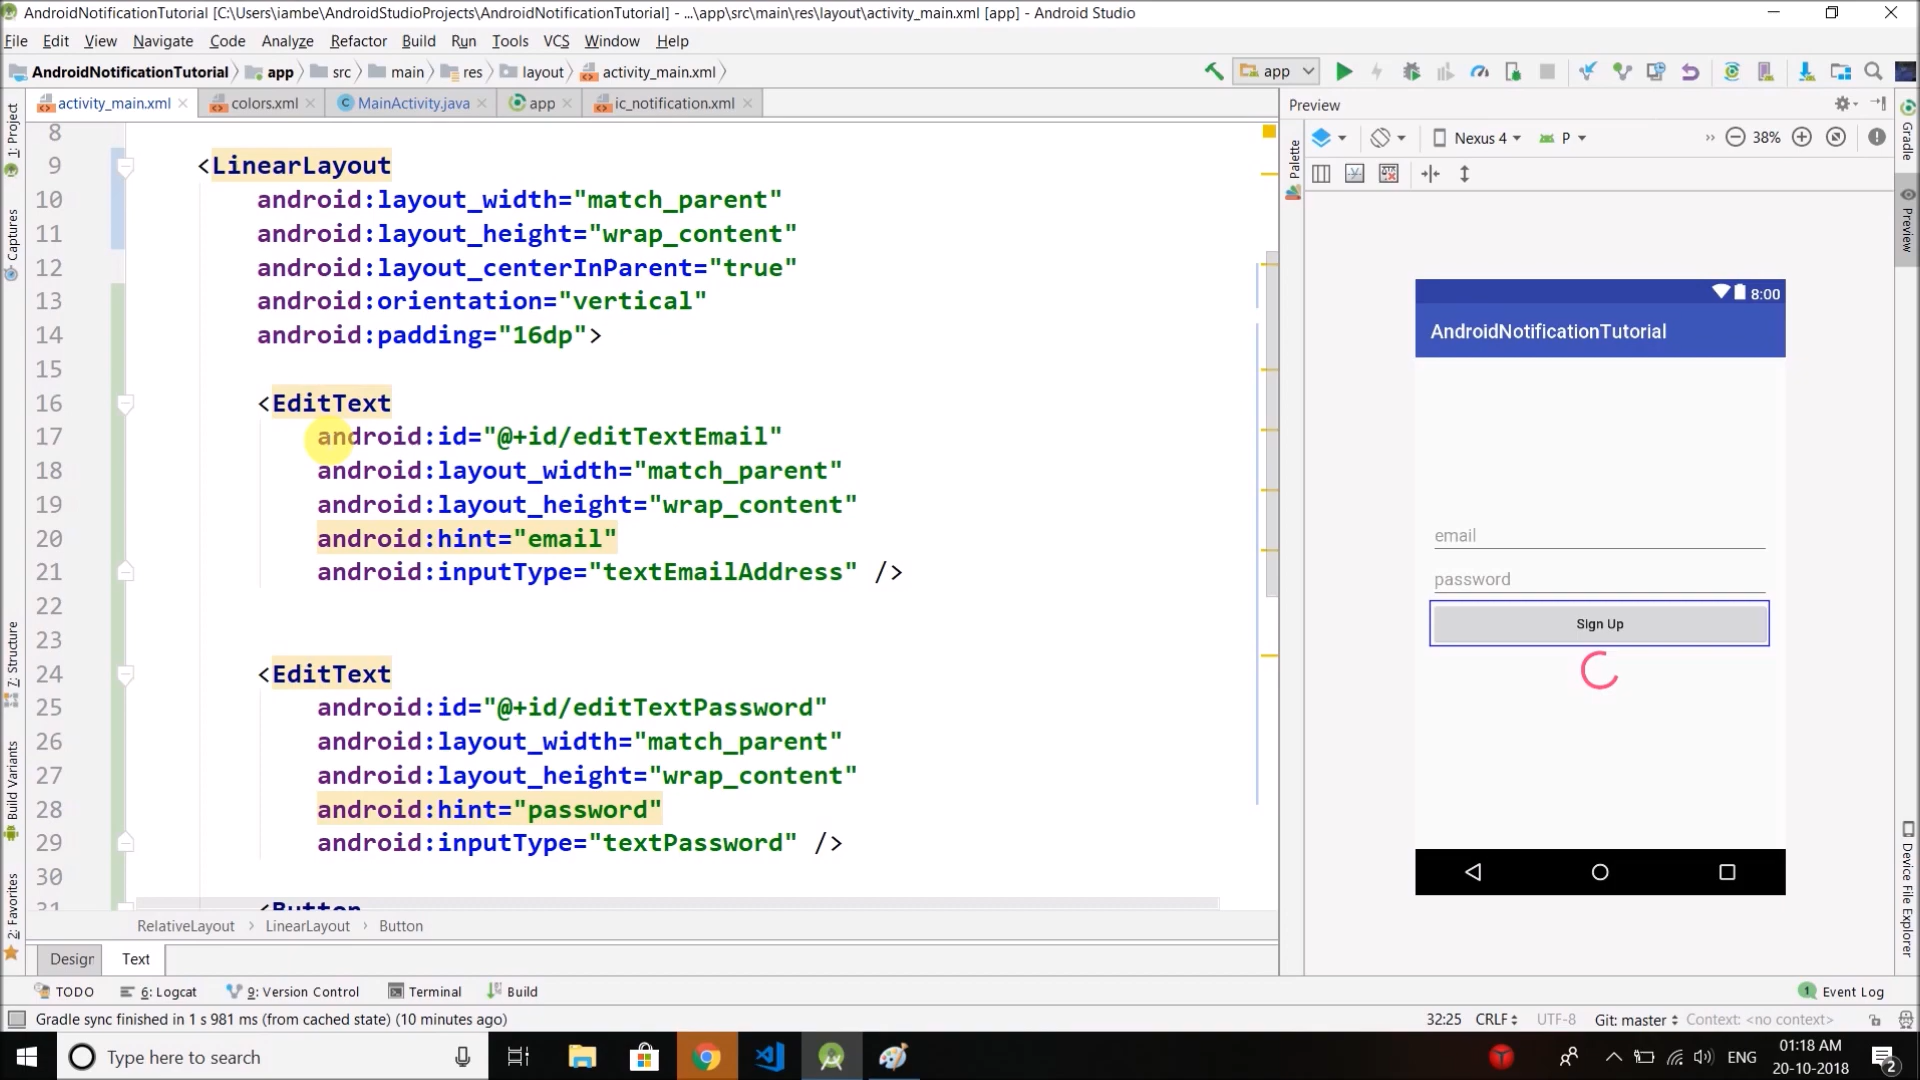 AndroidNotificationTutorial [C:\Users\iambe\AndroidStudioProjects\AndroidNotificationTutorial] - ...\app\src\main\res\layout\activity_main.xml [app] - Android Studio
File Edit View Navigate Code Analyze Refactor Build Run Tools VCS Window Help
AndroidNotificationTutorial app src main res layout activity_main.xml app
activity_main.xml colors.xml MainActivity.java app ic_notification.xml
1: Project
Captures
Z: Structure
Build Variants
2: Favorites
8
9 <LinearLayout
10 android:layout_width="match_parent"
11 android:layout_height="wrap_content"
12 android:layout_centerInParent="true"
13 android:orientation="vertical"
14 android:padding="16dp">
15
16 <EditText
17 android:id="@+id/editTextEmail"
18 android:layout_width="match_parent"
19 android:layout_height="wrap_content"
20 android:hint="email"
21 android:inputType="textEmailAddress" />
22
23
24 <EditText
25 android:id="@+id/editTextPassword"
26 android:layout_width="match_parent"
27 android:layout_height="wrap_content"
28 android:hint="password"
29 android:inputType="textPassword" />
30
31 <Button
RelativeLayout › LinearLayout › Button
Design Text
Preview
Palette
Nexus 4 P » 38%
8:00
AndroidNotificationTutorial
email
password
Sign Up
Gradle
Preview
Device File Explorer
TODO 6: Logcat 9: Version Control Terminal Build 1 Event Log
Gradle sync finished in 1 s 981 ms (from cached state) (10 minutes ago) 32:25 CRLF UTF-8 Git: master Context: <no context>
Type here to search ENG 01:18 AM
20-10-2018 2